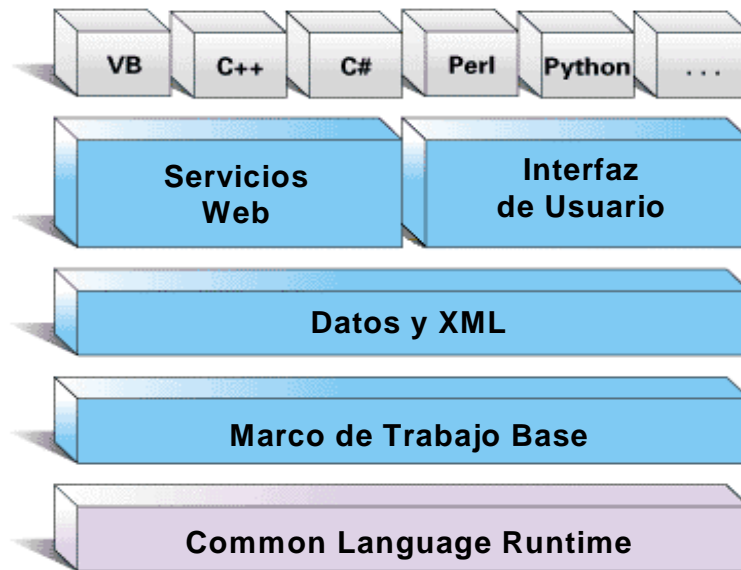 VB C++ C# Perl Python ...
Servicios
Web
Interfaz
de Usuario
Datos y XML
Marco de Trabajo Base
Common Language Runtime